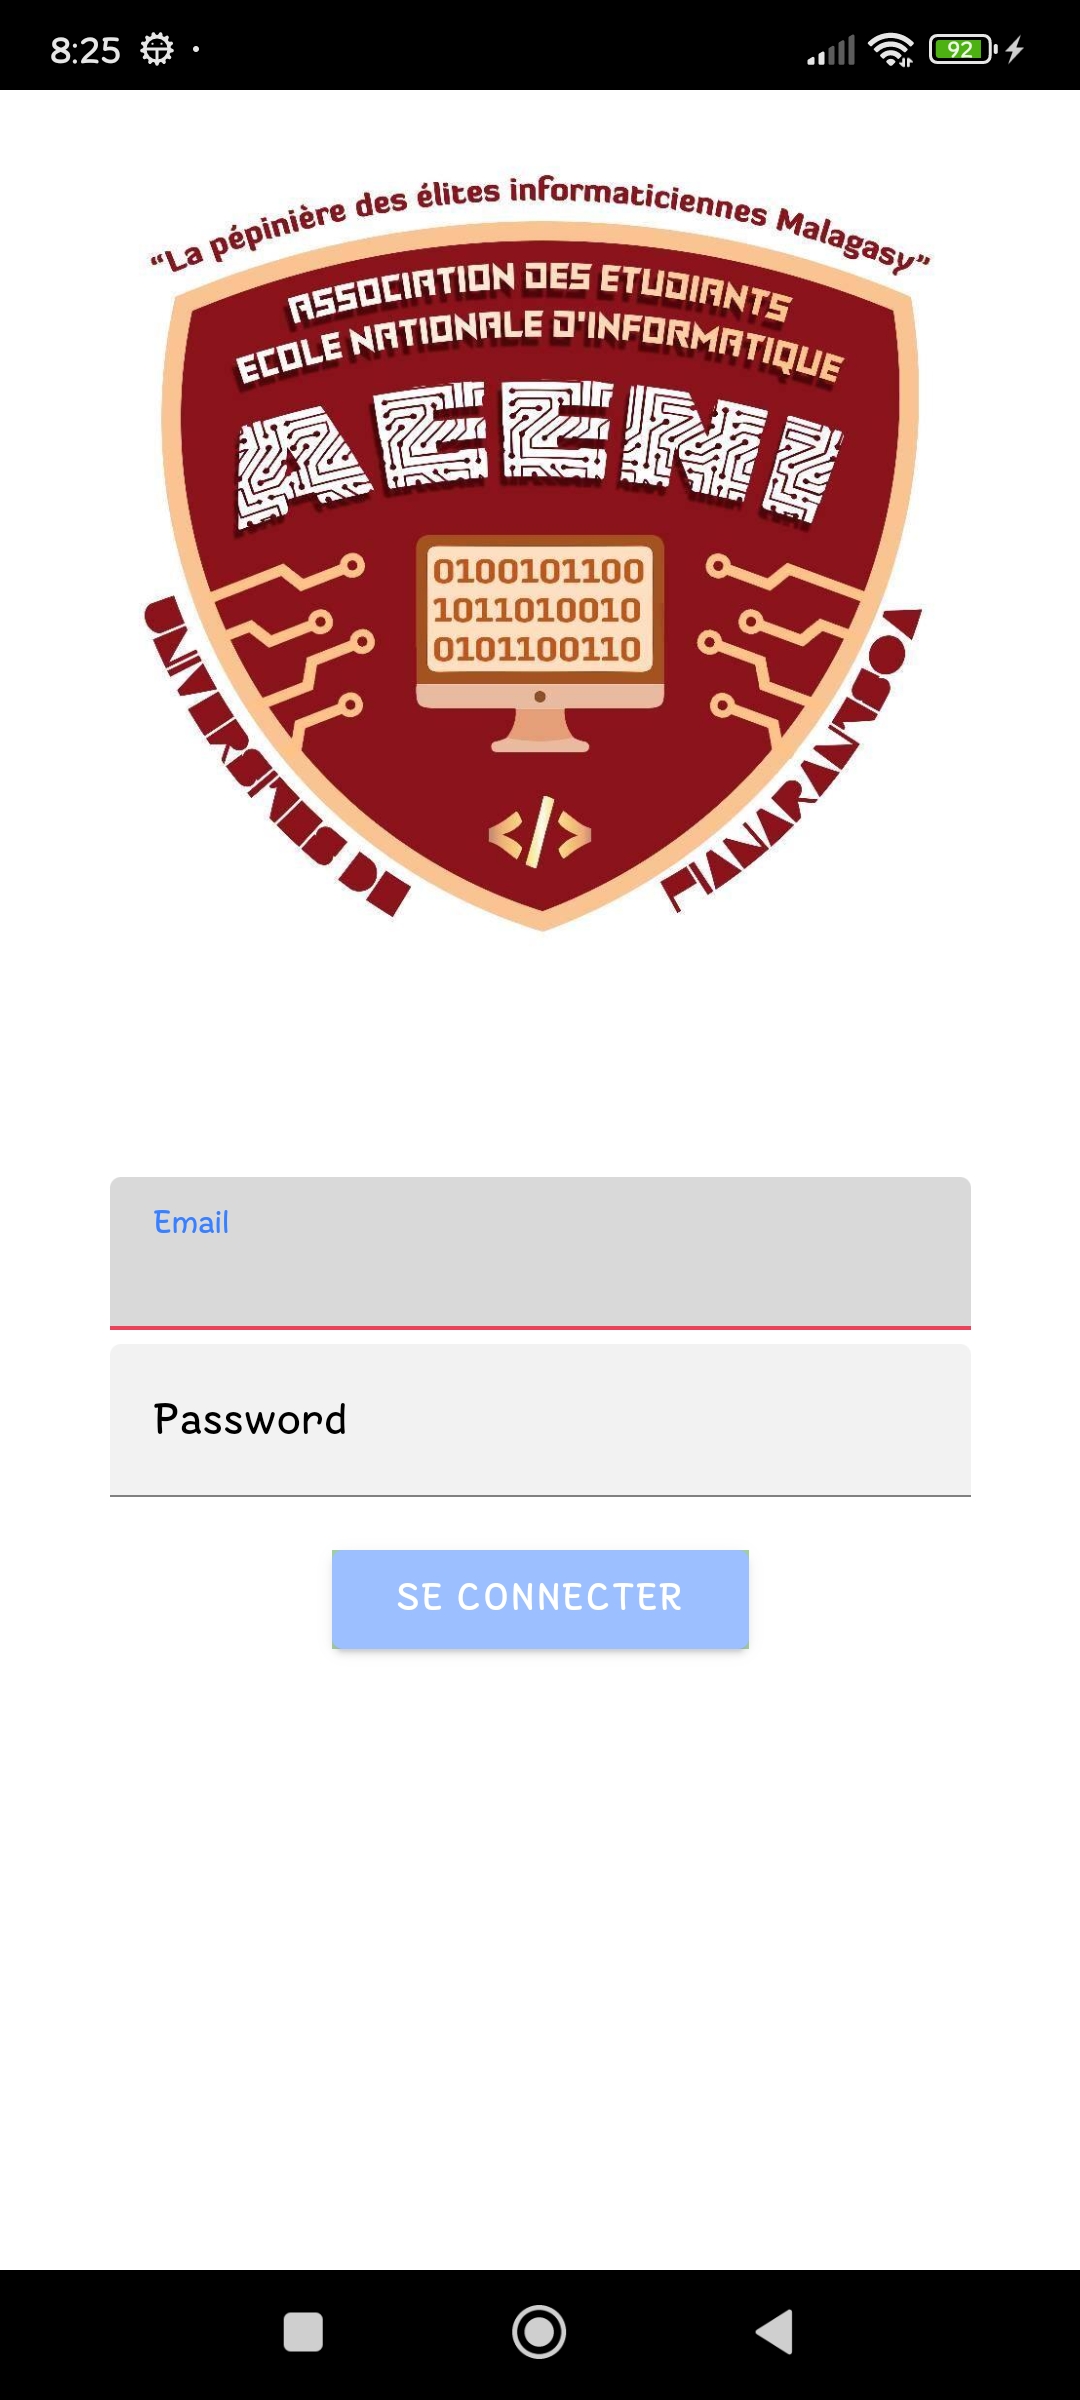 8:25
92
“La pépinière des élites informaticiennes Malagasy”
ASSOCIATION DES ETUDIANTS
ECOLE NATIONALE D'INFORMATIQUE
AEENI
0100101100
1011010010
0101100110
</>
UNIVERSITES DE FIANARANTSOA
Email
Password
SE CONNECTER